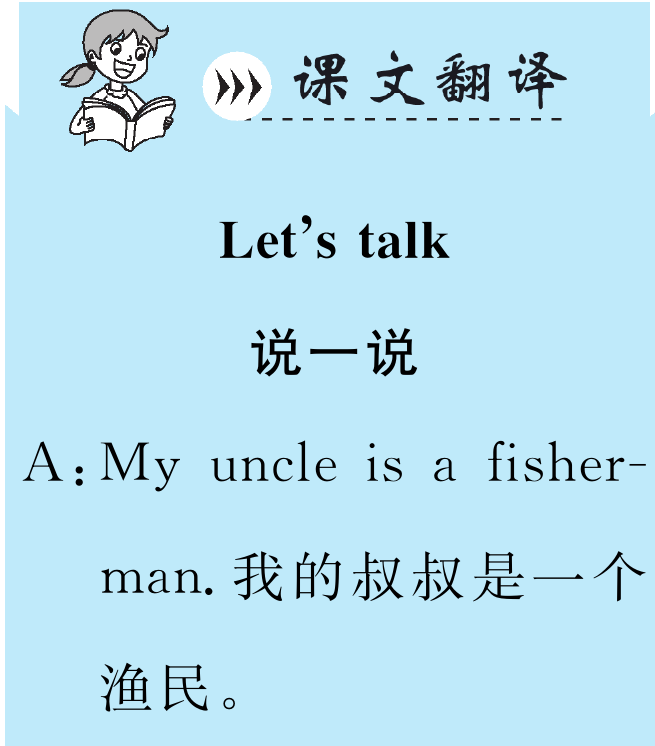 课文翻译
Let's talk
说一说
A:My uncle is a fisher-
man.我的叔叔是一个
渔民。